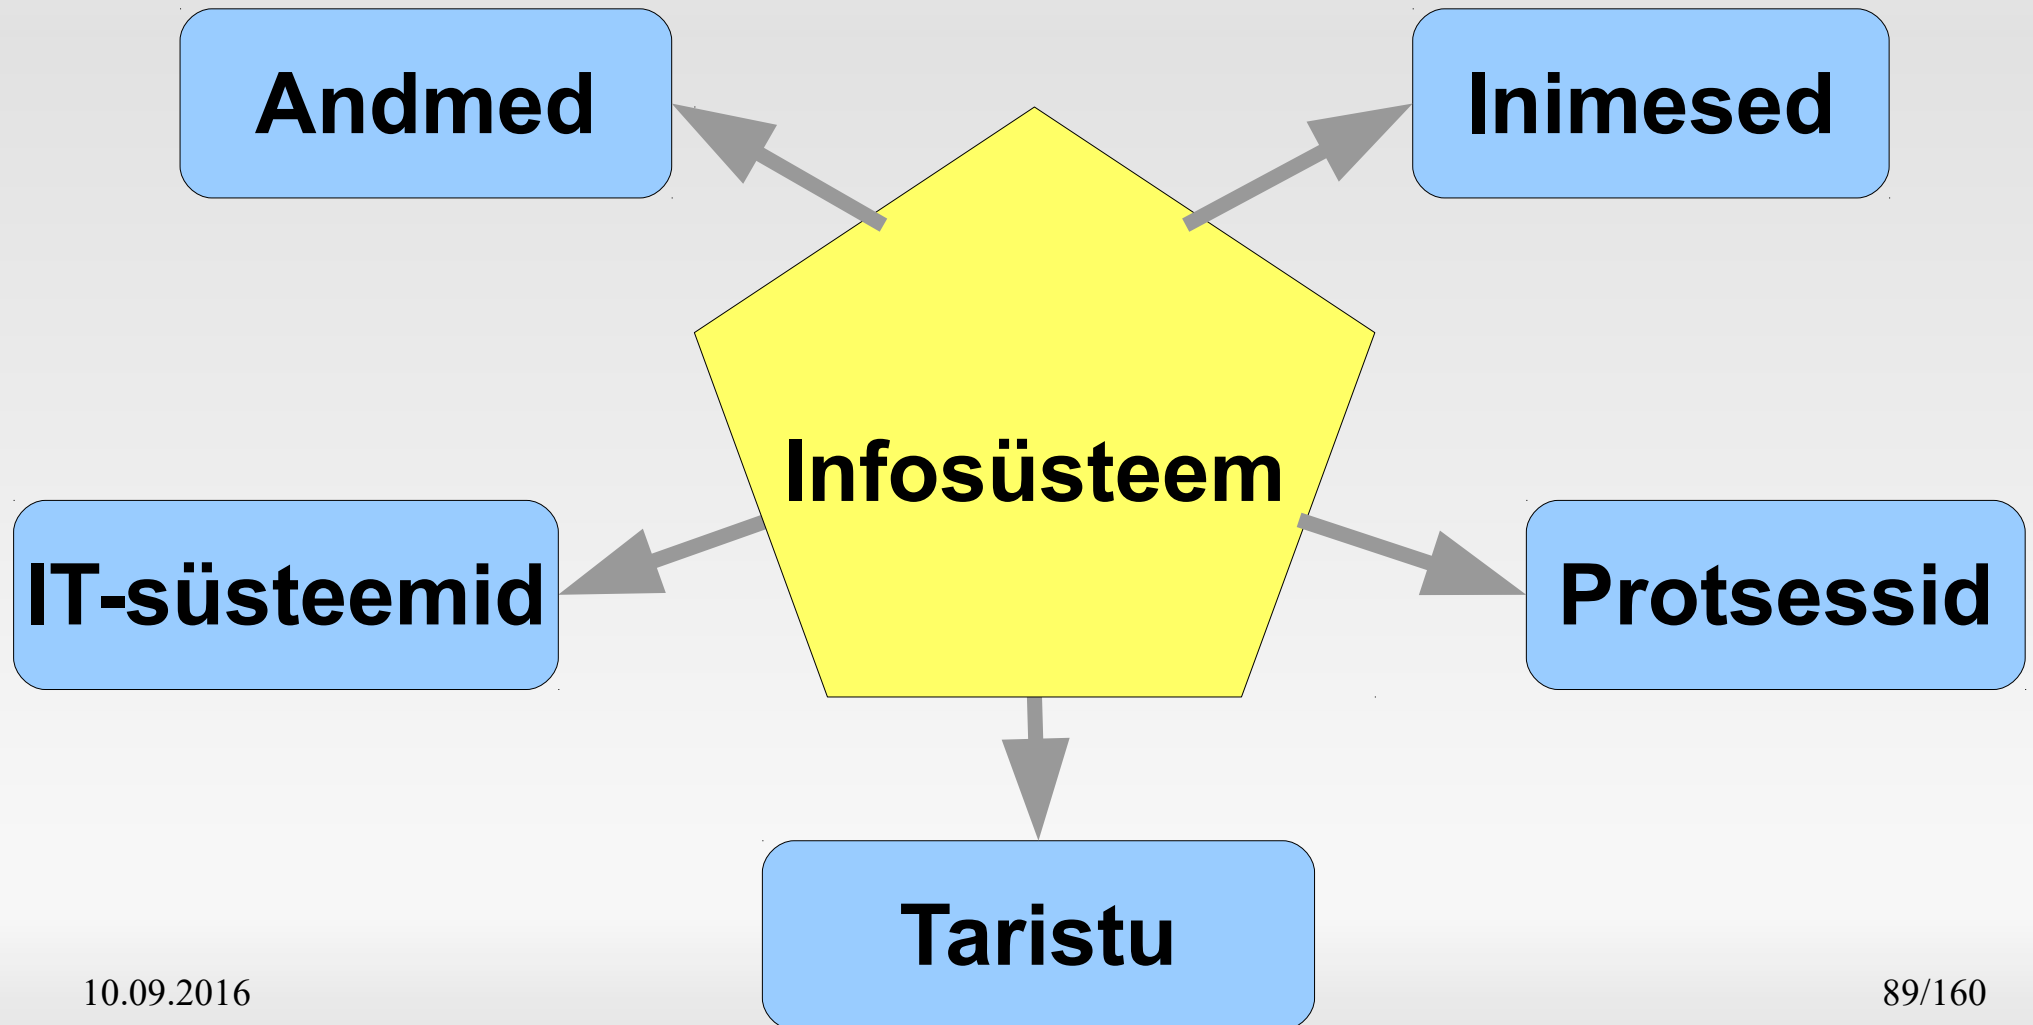 Andmed
Inimesed
Infosüsteem
IT-süsteemid
Protsessid
Taristu
10.09.2016
89/160